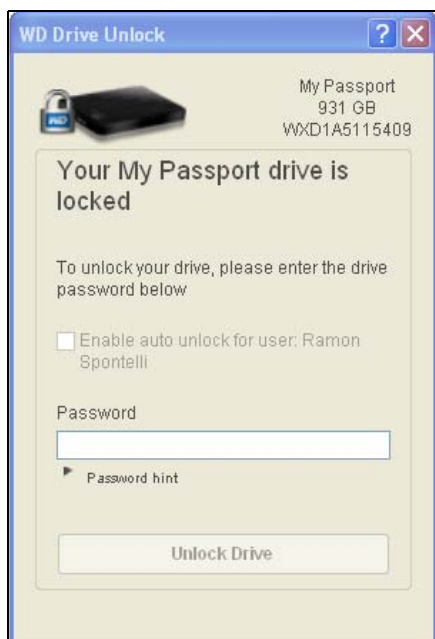 WD Drive Unlock
?
My Passport
931 GB
WXD1A5115409
WD
Your My Passport drive is
locked
To unlock your drive, please enter the drive
password below
Enable auto unlock for user: Ramon
Spontelli
Password
Password hint
Unlock Drive